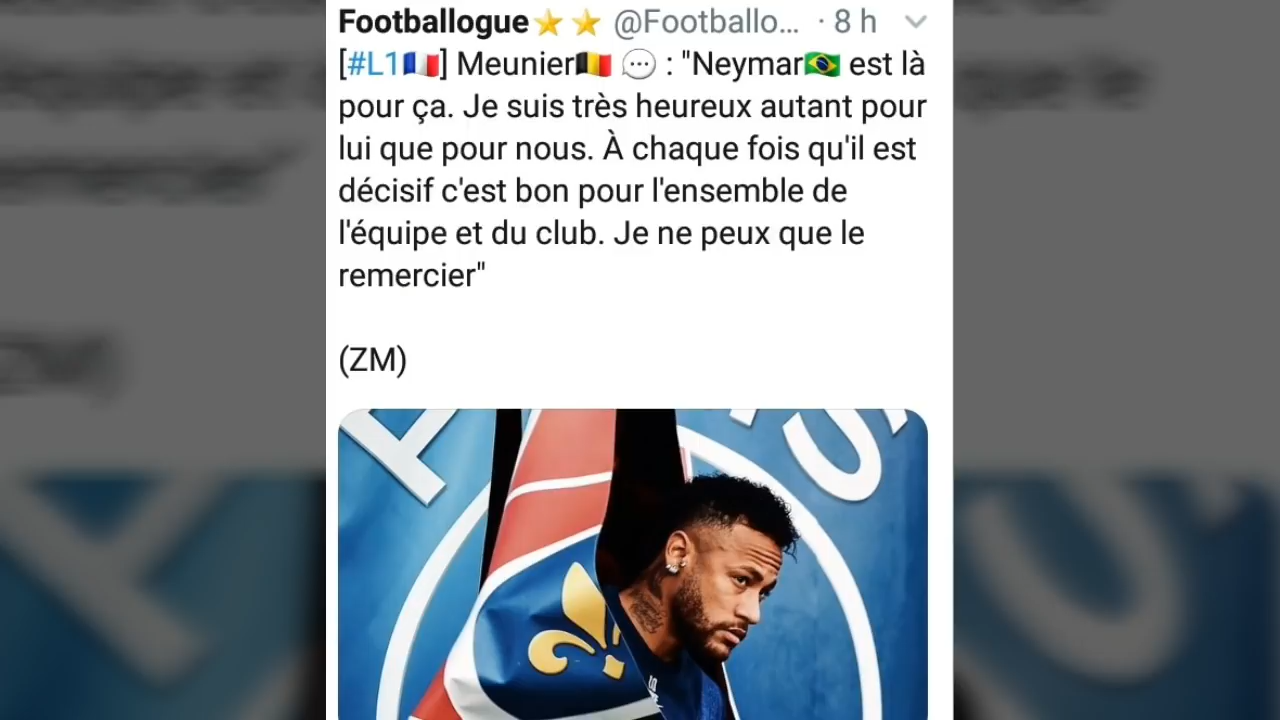 Footballogue⭐⭐ @Footballo... · 8 h
[#L1🇫🇷] Meunier🇧🇪 💬 : "Neymar🇧🇷 est là
pour ça. Je suis très heureux autant pour
lui que pour nous. À chaque fois qu'il est
décisif c'est bon pour l'ensemble de
l'équipe et du club. Je ne peux que le
remercier"
(ZM)